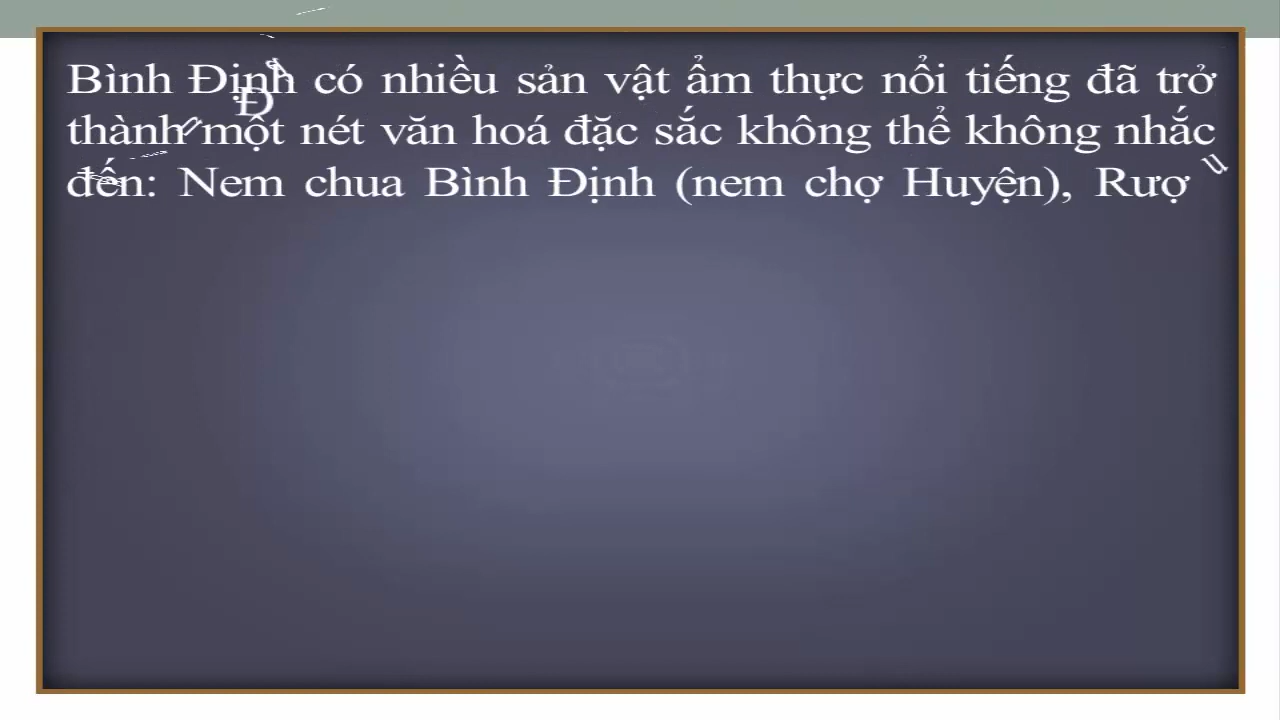 Bình Định có nhiều sản vật ẩm thực nổi tiếng đã trở
thành một nét văn hoá đặc sắc không thể không nhắc
đến: Nem chua Bình Định (nem chợ Huyện), Rượu
Đ